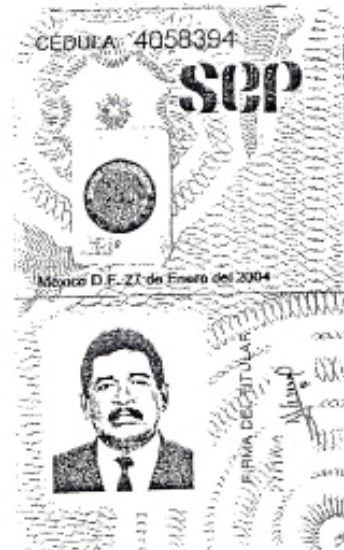 CEDULA 4058394
SEP
México D.F. 27 de Enero del 2004
FIRMA DEL TITULAR